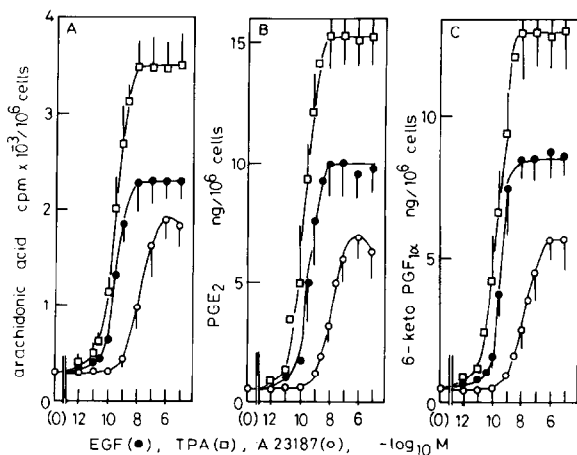 A
arachidonic acid cpm x 10̄³/10⁶ cells
4
3
2
1
0
(0) 12 10 8 6
B
PGE₂ ng/10⁶ cells
15
10
5
0
(0) 12 10 8 6
C
6-keto PGF₁α ng/10⁶ cells
10
5
0
(0) 12 10 8 6
EGF(●), TPA(□), A 23187(○), -log₁₀ M